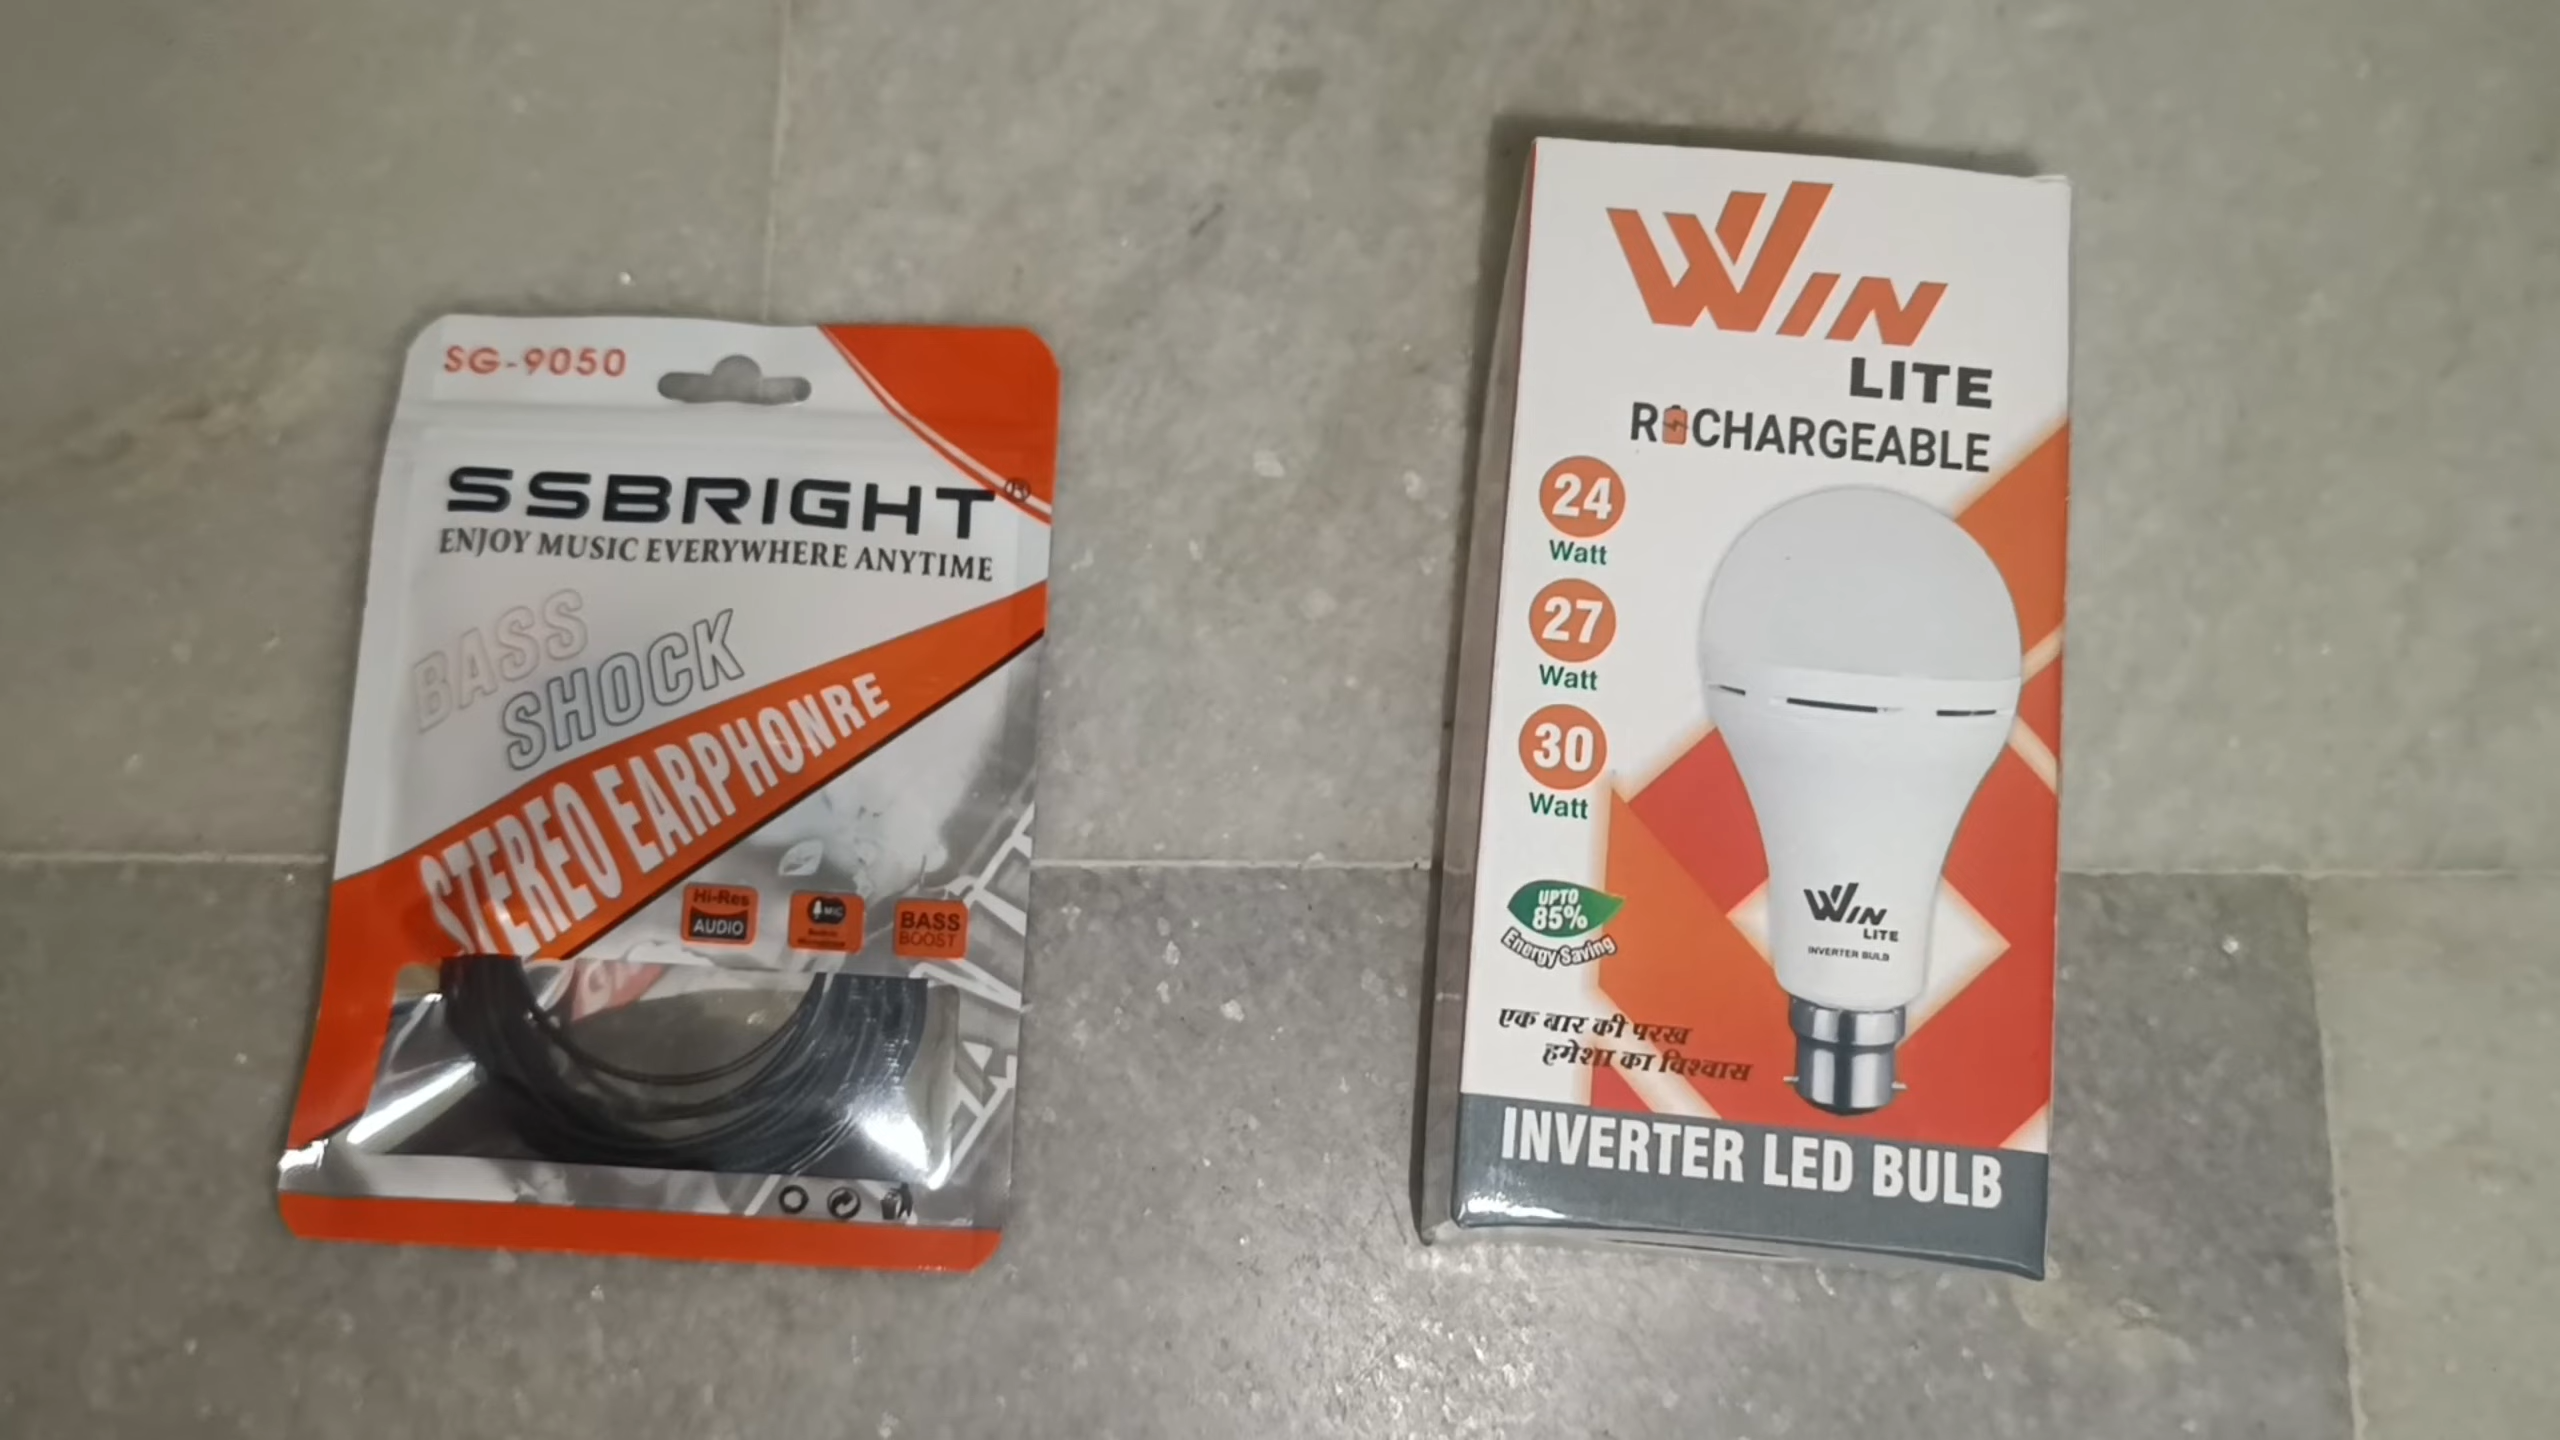 SG-9050
SSBRIGHT®
ENJOY MUSIC EVERYWHERE ANYTIME
BASS
SHOCK
STEREO EARPHONRE
Hi-Res
AUDIO
MIC
BASS
BOOST
WIN
LITE
RECHARGEABLE
24
Watt
27
Watt
30
Watt
UPTO
85%
Energy Saving
WIN
LITE
INVERTER BULB
एक बार की परख
हमेशा का विश्वास
INVERTER LED BULB